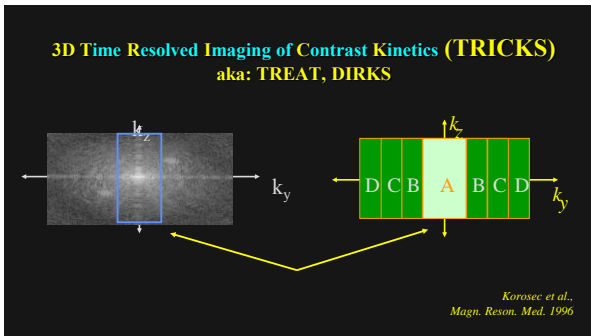 3D Time Resolved Imaging of Contrast Kinetics (TRICKS)
aka: TREAT, DIRKS
kz
ky
kz
D C B A B C D
ky
Korosec et al.,
Magn. Reson. Med. 1996